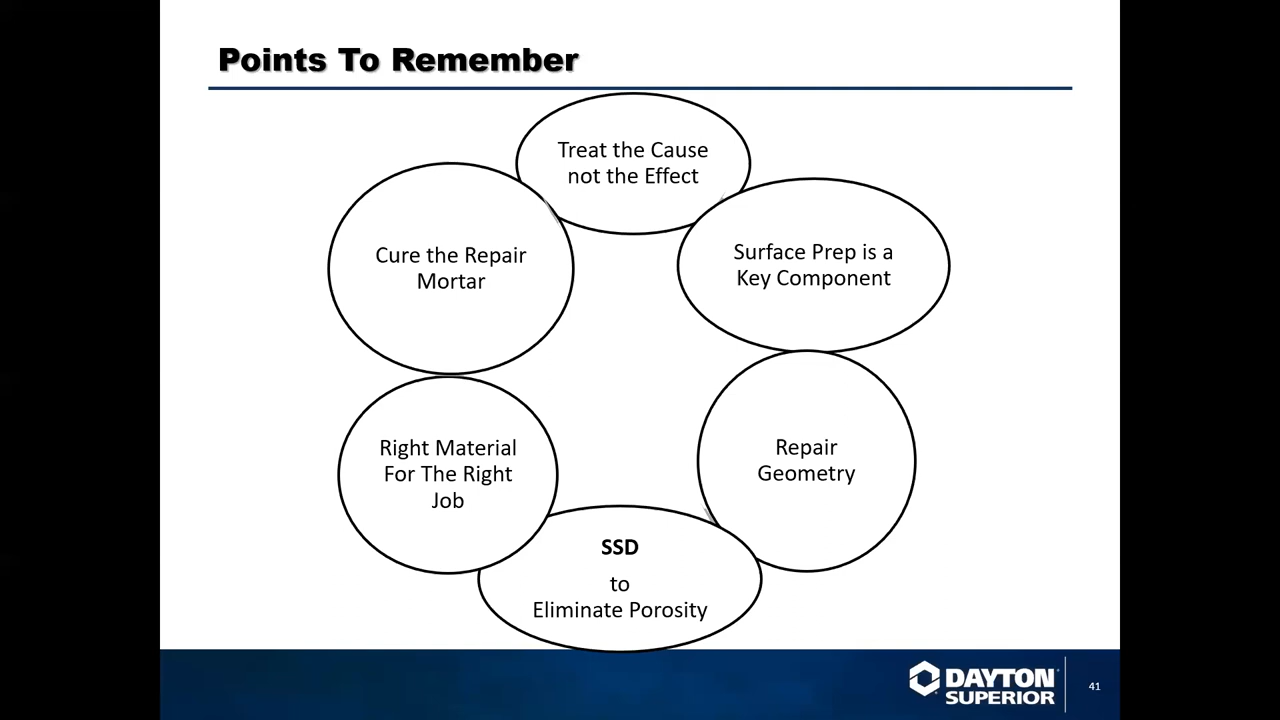 Points To Remember
Treat the Cause
not the Effect
Surface Prep is a
Key Component
Repair
Geometry
SSD
to
Eliminate Porosity
Right Material
For The Right
Job
Cure the Repair
Mortar
DAYTON
SUPERIOR
41